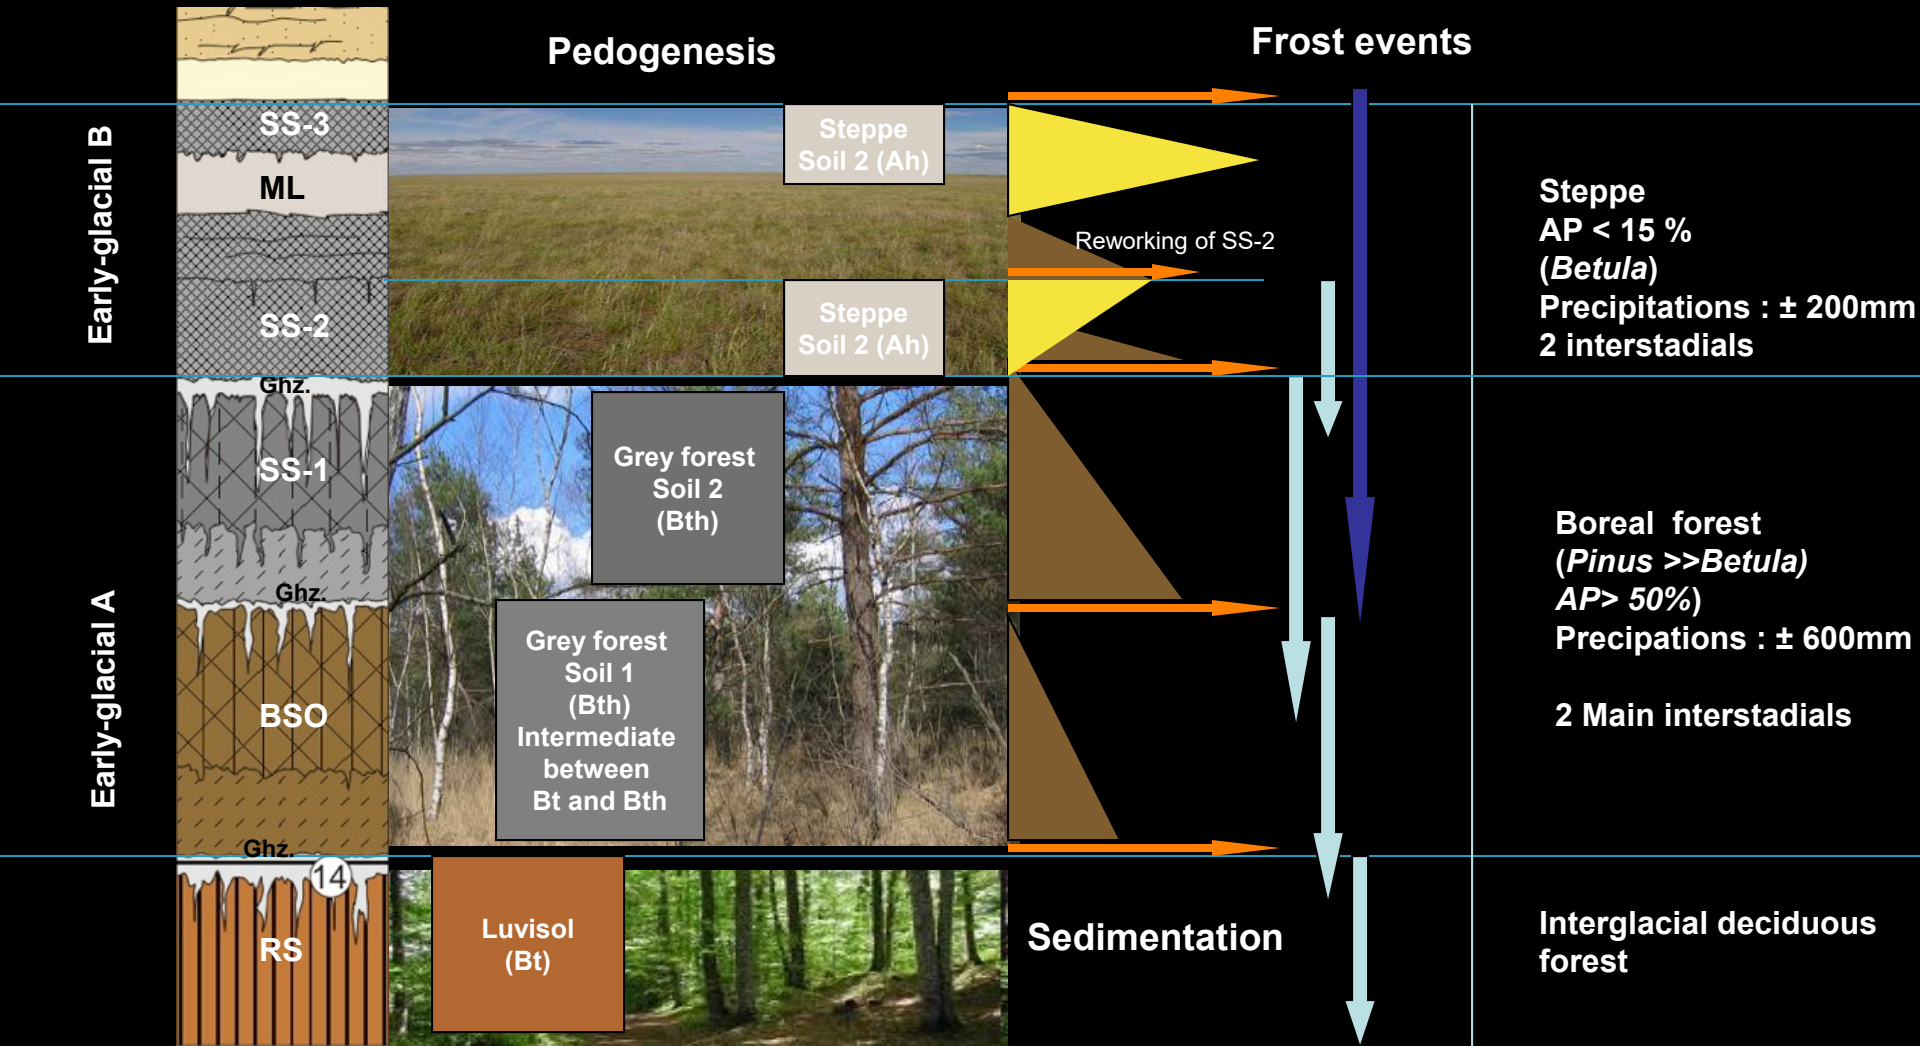 Pedogenesis
Frost events
Early-glacial B
SS-3
ML
SS-2
Steppe
Soil 2 (Ah)
Reworking of SS-2
Steppe
Soil 2 (Ah)
Steppe
AP < 15 %
(Betula)
Precipitations : ± 200mm
2 interstadials
Early-glacial A
Ghz.
SS-1
Ghz.
BSO
Ghz.
Grey forest
Soil 2
(Bth)
Grey forest
Soil 1
(Bth)
Intermediate
between
Bt and Bth
Boreal forest
(Pinus >>Betula)
AP> 50%)
Precipations : ± 600mm
2 Main interstadials
14
RS
Luvisol
(Bt)
Sedimentation
Interglacial deciduous
forest